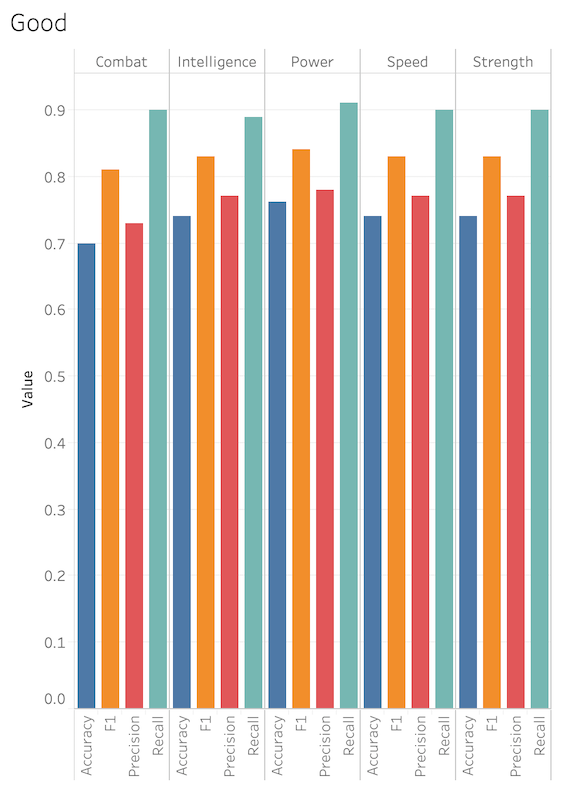 Good
Combat Intelligence Power Speed Strength
0.9
0.8
0.7
0.6
0.5
0.4
0.3
0.2
0.1
0.0
Value
Accuracy F1 Precision Recall Accuracy F1 Precision Recall Accuracy F1 Precision Recall Accuracy F1 Precision Recall Accuracy F1 Precision Recall